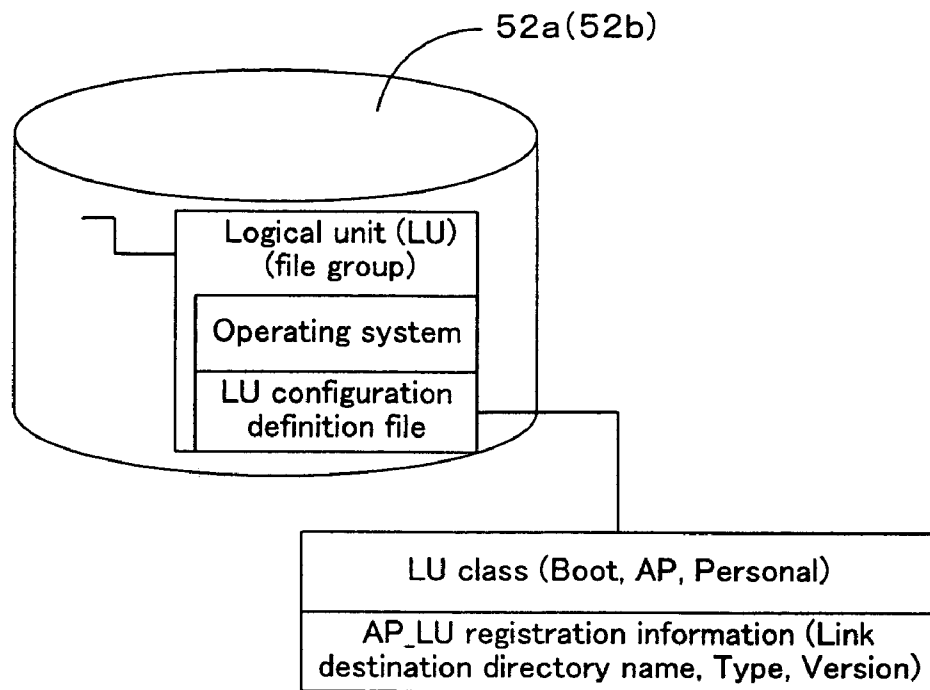 52a(52b)
Logical unit (LU)
(file group)
Operating system
LU configuration
definition file
LU class (Boot, AP, Personal)
AP_LU registration information (Link
destination directory name, Type, Version)